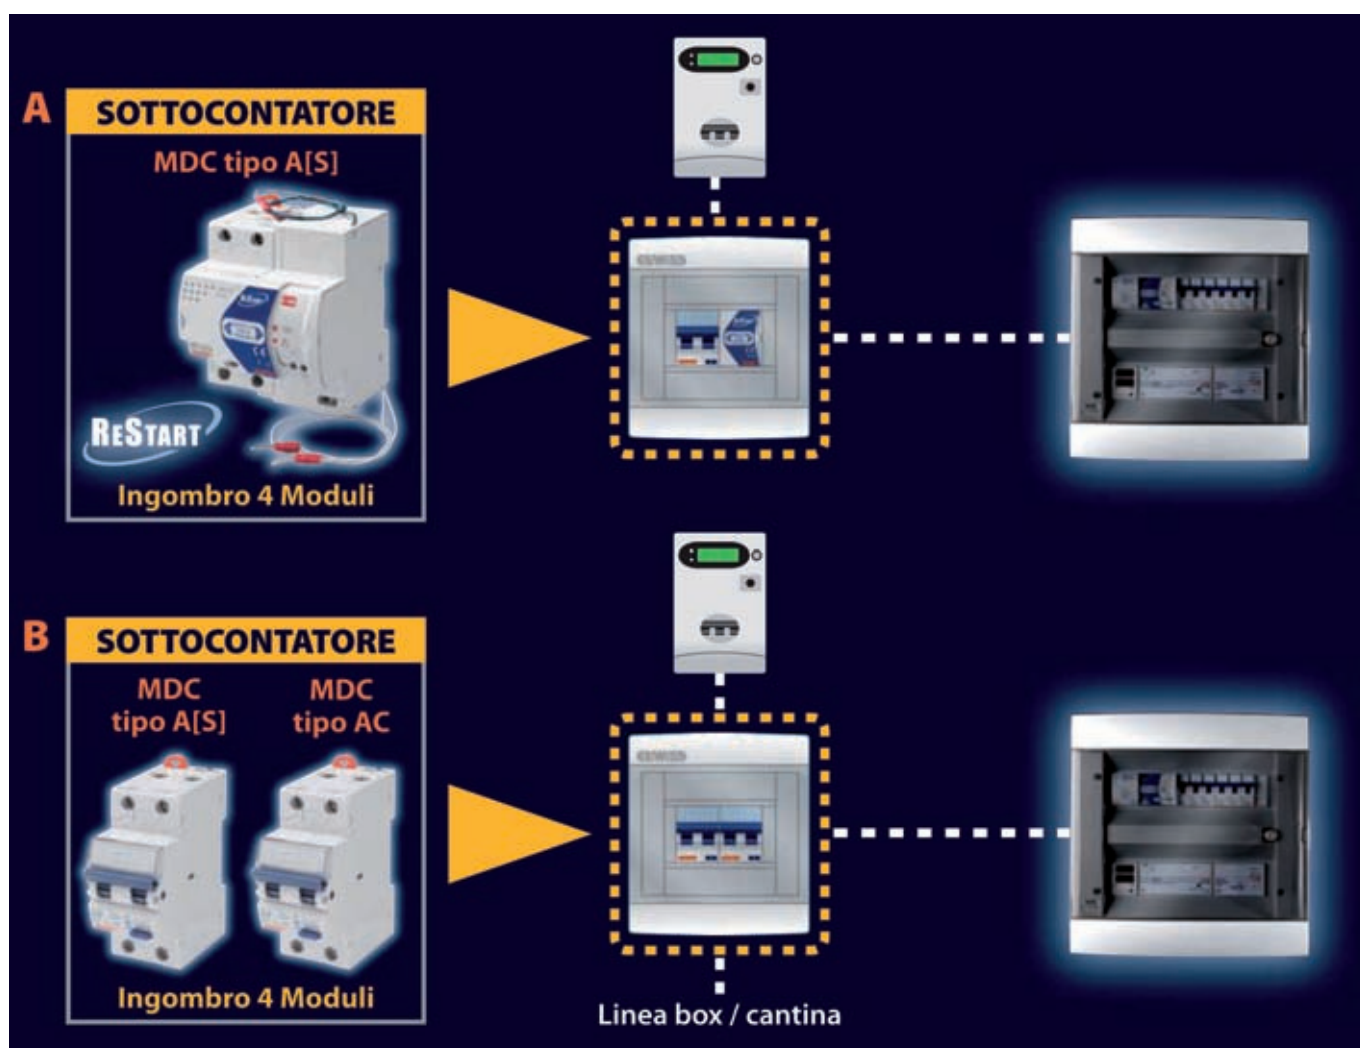 A
SOTTOCONTATORE
MDC tipo A[S]
RESTART
Ingombro 4 Moduli
B
SOTTOCONTATORE
MDC
tipo A[S]
MDC
tipo AC
Ingombro 4 Moduli
Linea box / cantina